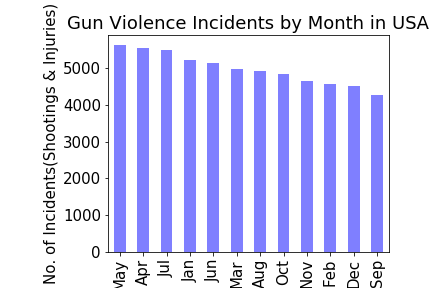 Gun Violence Incidents by Month in USA
No. of Incidents(Shootings & Injuries)
5000
4000
3000
2000
1000
0
May
Apr
Jul
Jan
Jun
Mar
Aug
Oct
Nov
Feb
Dec
Sep